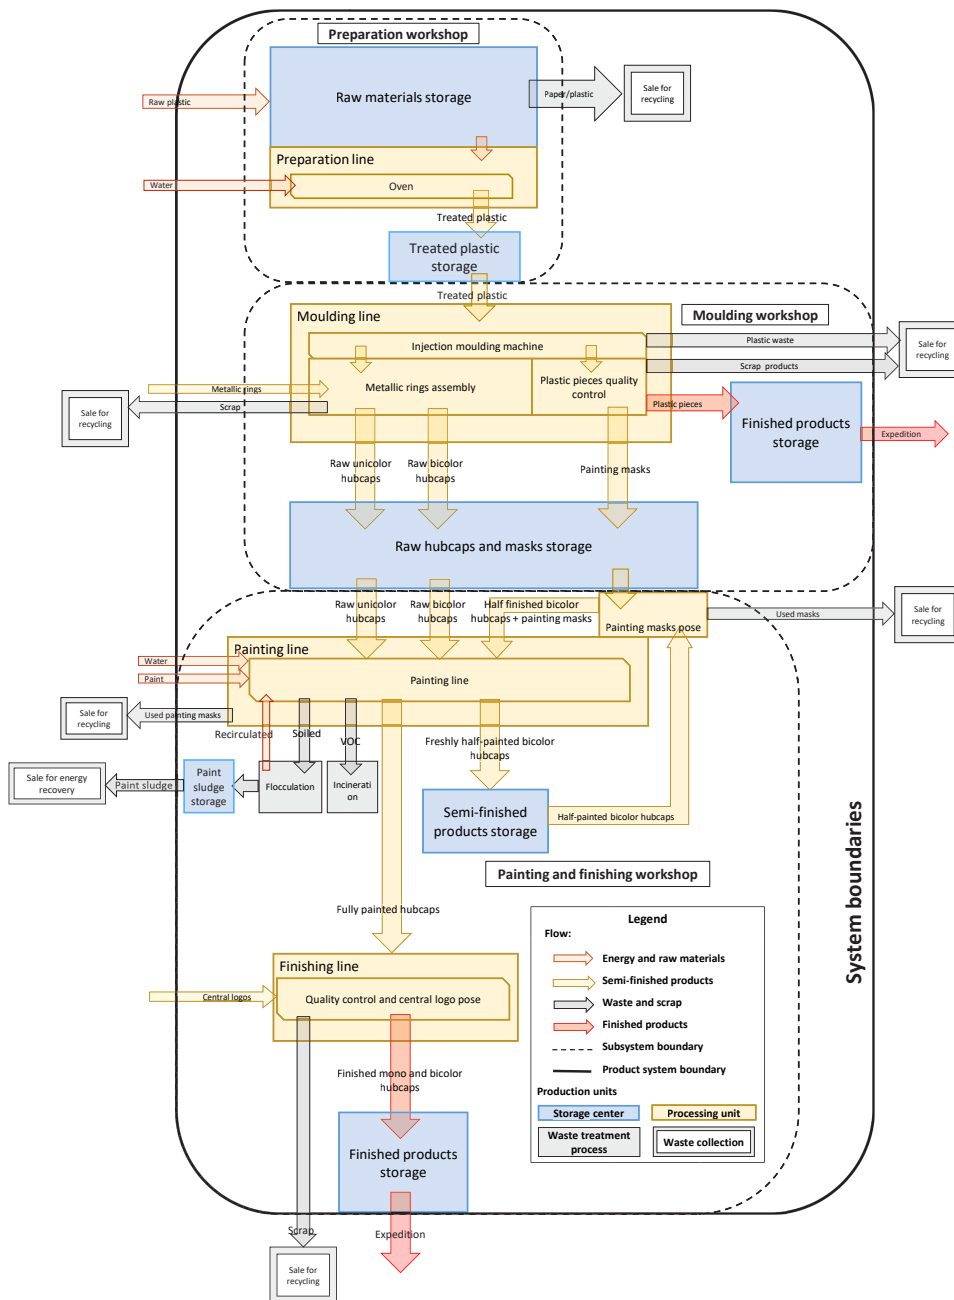 Preparation workshop
Raw materials storage
Raw plastic
Paper/plastic
Sale for
recycling
Preparation line
Oven
Water
Treated plastic
Treated plastic
storage
Treated plastic
Moulding line
Moulding workshop
Injection moulding machine
Plastic waste
Sale for
recycling
Scrap products
Metallic rings assembly
Plastic pieces quality
control
Metallic rings
Scrap
Sale for
recycling
Plastic pieces
Finished products
storage
Expedition
Raw unicolor
hubcaps
Raw bicolor
hubcaps
Painting masks
Raw hubcaps and masks storage
Raw unicolor
hubcaps
Raw bicolor
hubcaps
Half finished bicolor
hubcaps + painting masks
Painting masks pose
Used masks
Sale for
recycling
Painting line
Water
Paint
Painting line
Sale for
recycling
Used painting masks
Recirculated
Soiled
VOC
Freshly half-painted bicolor
hubcaps
Sale for energy
recovery
Paint sludge
Paint
sludge
storage
Flocculation
Incinerati
on
Semi-finished
products storage
Half-painted bicolor hubcaps
Painting and finishing workshop
System boundaries
Fully painted hubcaps
Finishing line
Central logos
Quality control and central logo pose
Finished mono and bicolor
hubcaps
Finished products
storage
Scrap
Expedition
Sale for
recycling
Legend
Flow:
Energy and raw materials
Semi-finished products
Waste and scrap
Finished products
Subsystem boundary
Product system boundary
Production units
Storage center
Processing unit
Waste treatment
process
Waste collection